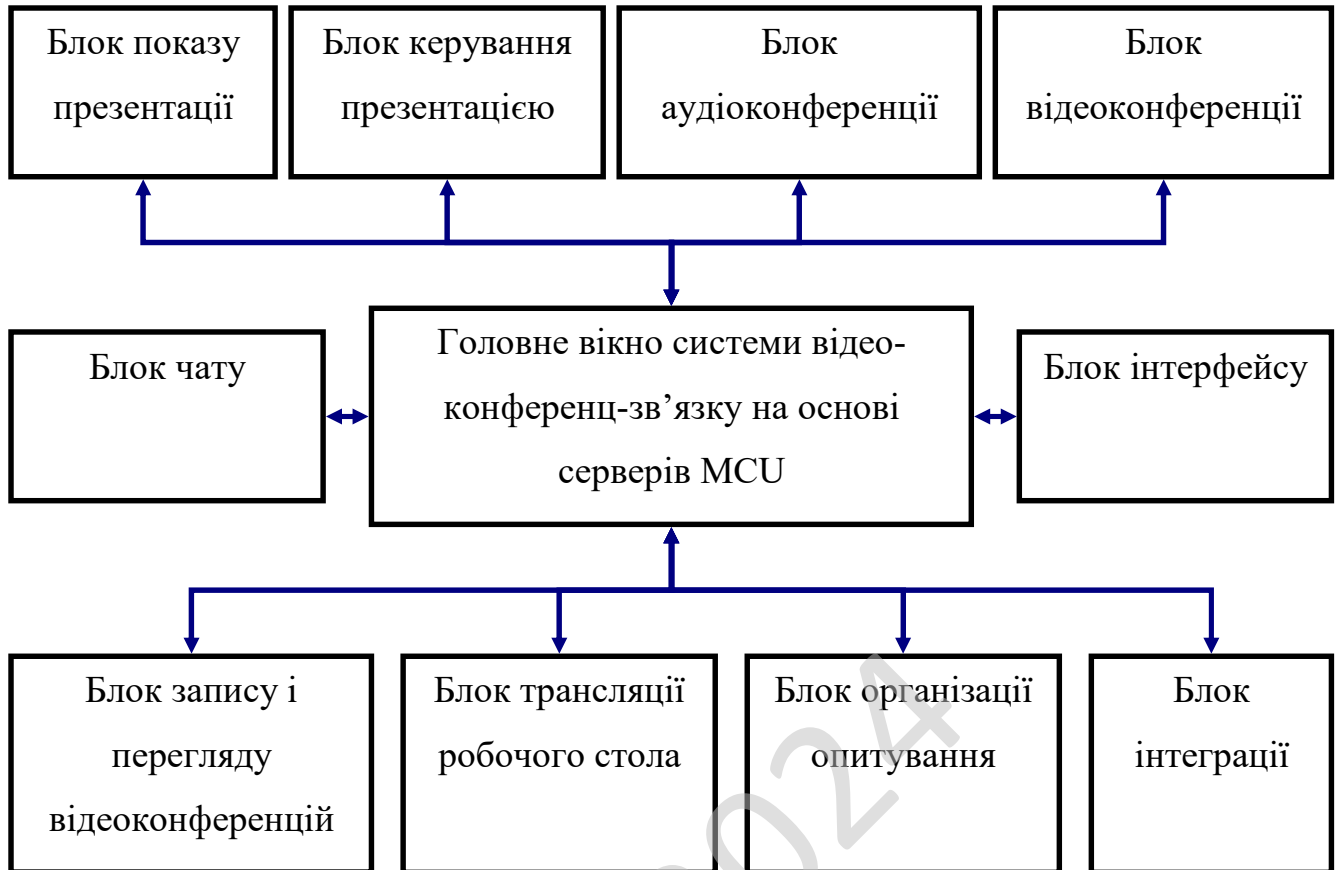 Блок показу
презентації
Блок керування
презентацією
Блок
аудіоконференції
Блок
відеоконференції
Блок чату
Головне вікно системи відео-
конференц-зв’язку на основі
серверів MCU
Блок інтерфейсу
Блок запису і
перегляду
відеоконференцій
Блок трансляції
робочого стола
Блок організації
опитування
Блок
інтеграції
2024